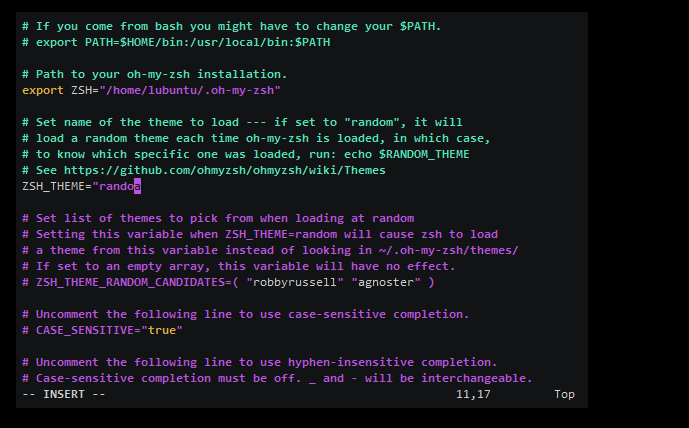 # If you come from bash you might have to change your $PATH.
# export PATH=$HOME/bin:/usr/local/bin:$PATH
# Path to your oh-my-zsh installation.
export ZSH="/home/lubuntu/.oh-my-zsh"
# Set name of the theme to load --- if set to "random", it will
# load a random theme each time oh-my-zsh is loaded, in which case,
# to know which specific one was loaded, run: echo $RANDOM_THEME
# See https://github.com/ohmyzsh/ohmyzsh/wiki/Themes
ZSH_THEME="randoa
# Set list of themes to pick from when loading at random
# Setting this variable when ZSH_THEME=random will cause zsh to load
# a theme from this variable instead of looking in ~/.oh-my-zsh/themes/
# If set to an empty array, this variable will have no effect.
# ZSH_THEME_RANDOM_CANDIDATES=( "robbyrussell" "agnoster" )
# Uncomment the following line to use case-sensitive completion.
# CASE_SENSITIVE="true"
# Uncomment the following line to use hyphen-insensitive completion.
# Case-sensitive completion must be off. _ and - will be interchangeable.
-- INSERT -- 11,17 Top